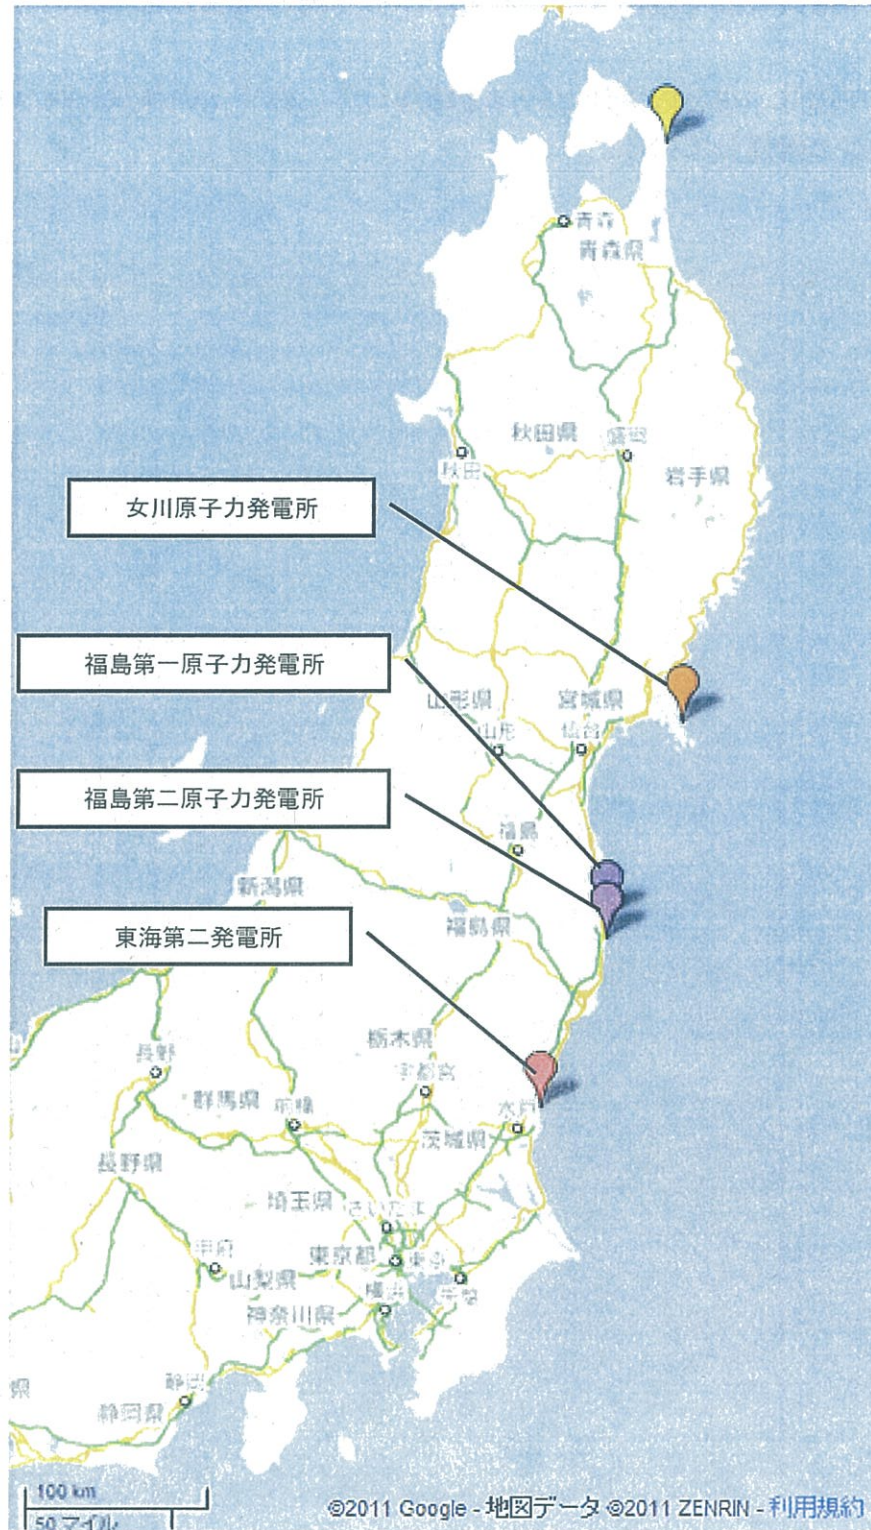 青森
青森県
秋田県
盛岡
秋田
岩手県
女川原子力発電所
福島第一原子力発電所
山形県
宮城県
山形
仙台
福島第二原子力発電所
福島
新潟県
福島県
東海第二発電所
栃木県
長野
宇都宮
群馬県
前橋
水戸
茨城県
長野県
埼玉県
さいたま
東京都
東京
甲府
山梨県
横浜
千葉
神奈川県
県
静岡
静岡県
100 km
50 マイル
©2011 Google - 地図データ ©2011 ZENRIN - 利用規約